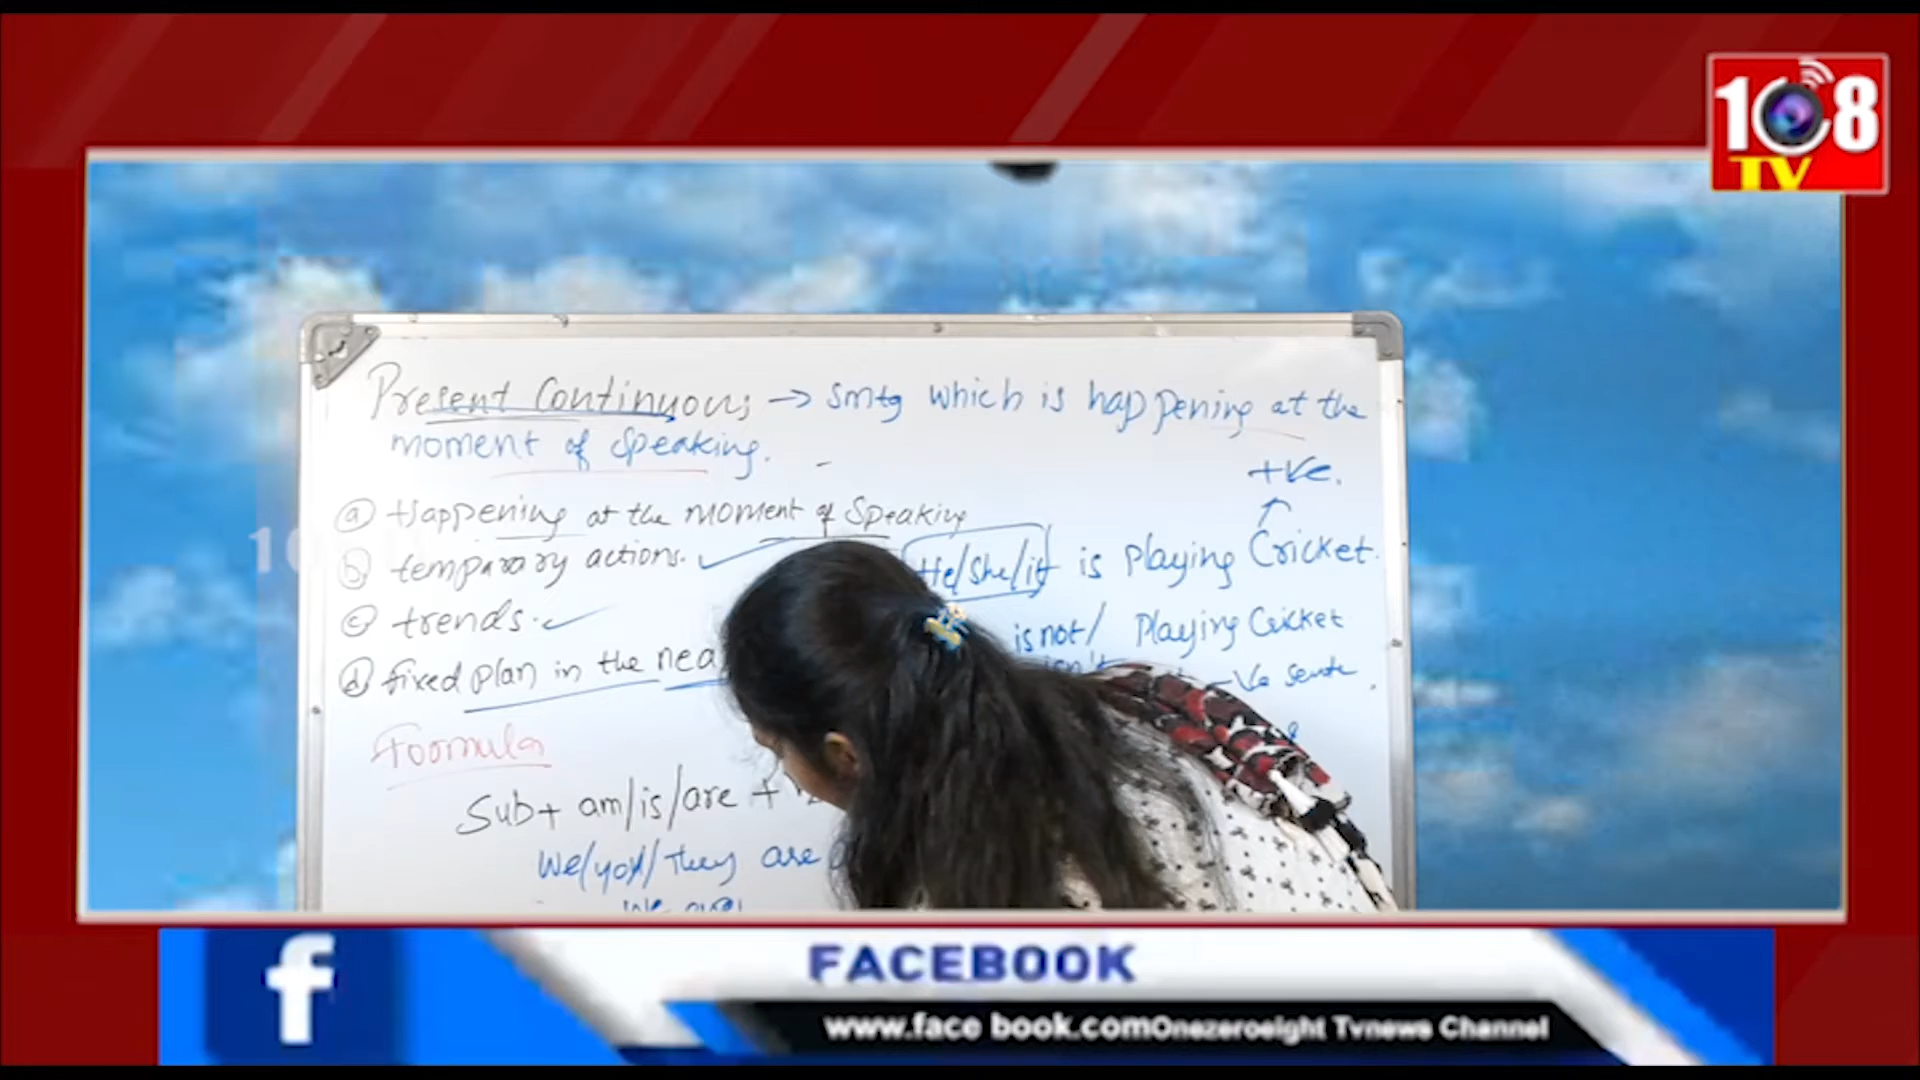 108
TV
Present Continuous → Smtg which is happening at the
moment of speaking.
+ve.
(a) Happening at the moment of Speaking
(b) temporary actions.
He/She/it is playing Cricket.
(c) trends.
is not/ playing Cricket
isn't
-Ve
(d) fixed plan in the
Formula
Sub+ am/is/are +
We/you/They are
FACEBOOK
www.face book.comOnezeroeight Tvnews Channel